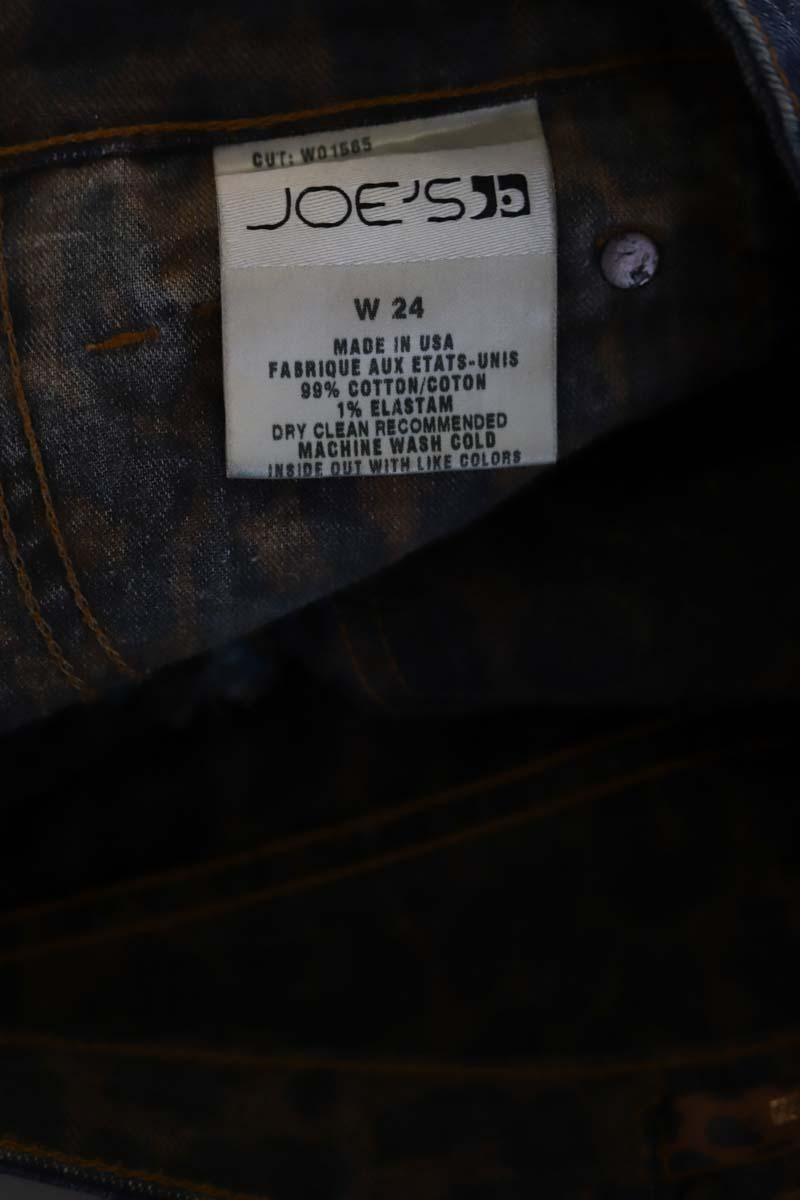 CUT: W01565
JOE'S
W 24
MADE IN USA
FABRIQUE AUX ETATS-UNIS
99% COTTON/COTON
1% ELASTAM
DRY CLEAN RECOMMENDED
MACHINE WASH COLD
INSIDE OUT WITH LIKE COLORS